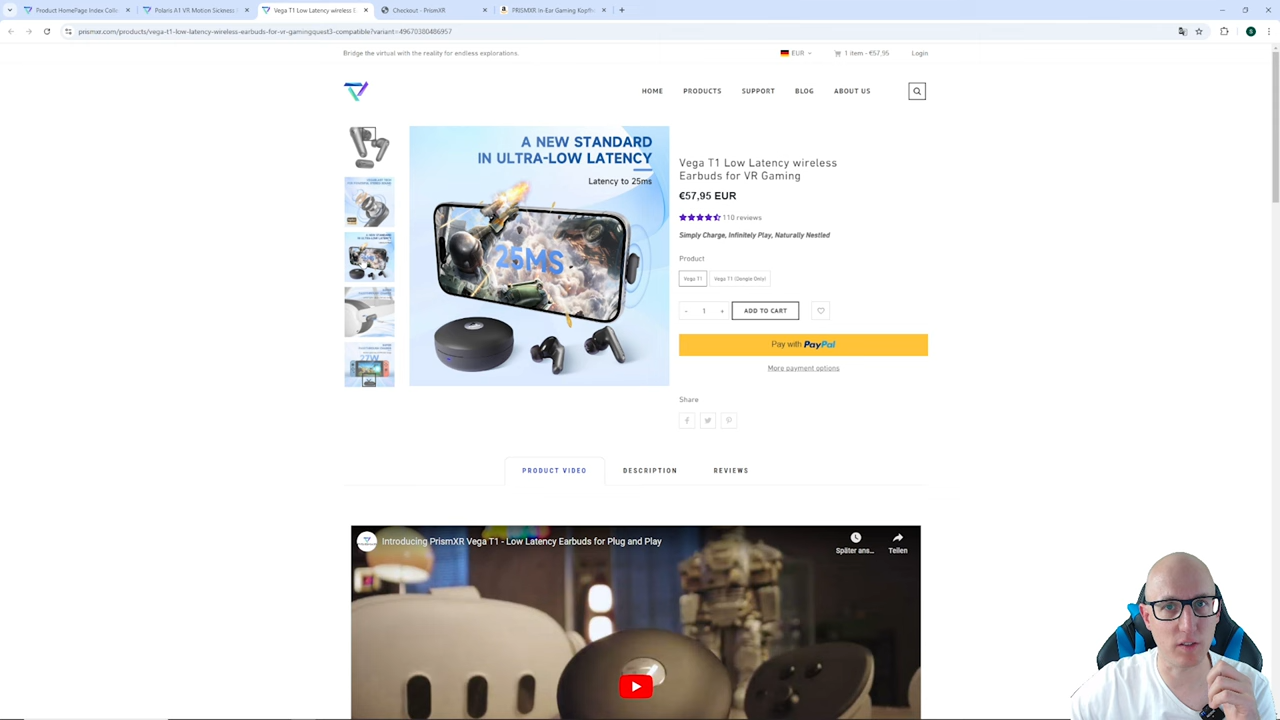 Product HomePage Index Colle
Polaris A1 VR Motion Sickness
Vega T1 Low Latency wireless E
Checkout - PrismXR
PRISMXR In-Ear Gaming Kopfh
prismxr.com/products/vega-t1-low-latency-wireless-earbuds-for-vr-gamingquest3-compatible?variant=49670380486957
S
Bridge the virtual with the reality for endless explorations.
EUR
1 item - €57,95
Login
HOME
PRODUCTS
SUPPORT
BLOG
ABOUT US
A NEW STANDARD
IN ULTRA-LOW LATENCY
Latency to 25ms
25MS
27W
Vega T1 Low Latency wireless
Earbuds for VR Gaming
€57,95 EUR
110 reviews
Simply Charge, Infinitely Play, Naturally Nestled
Product
Vega T1
Vega T1 (Dongle Only)
- 1 +
ADD TO CART
Pay with PayPal
More payment options
Share
PRODUCT VIDEO
DESCRIPTION
REVIEWS
Introducing PrismXR Vega T1 - Low Latency Earbuds for Plug and Play
Später ans...
Teilen